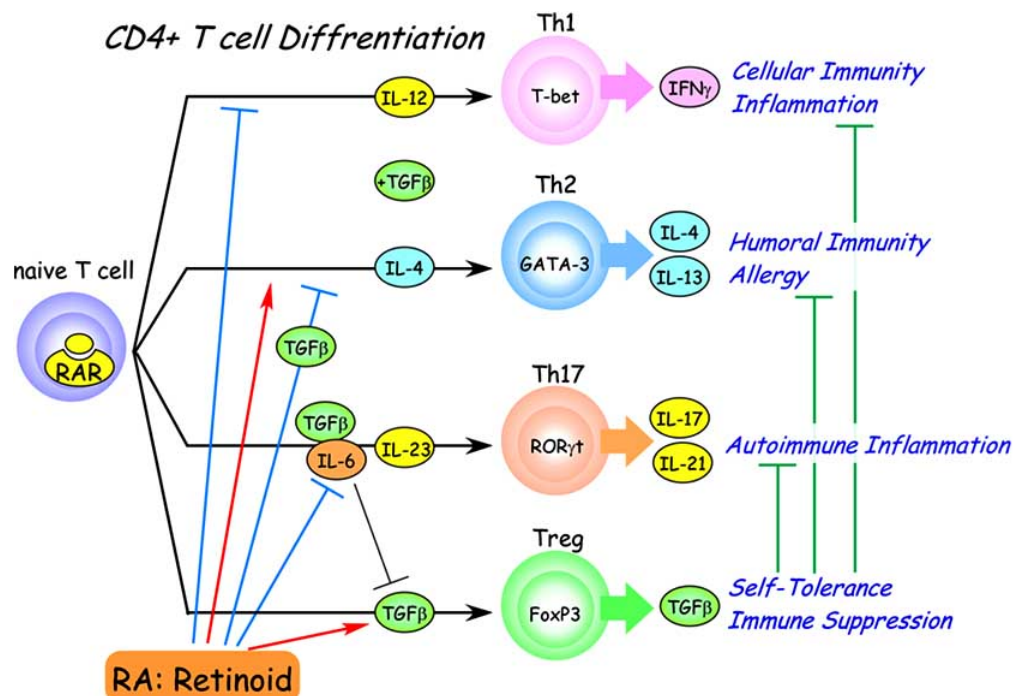 CD4+ T cell Diffrentiation
Th1
IL-12
T-bet
IFNγ
Cellular Immunity
Inflammation
+TGFβ
Th2
naive T cell
IL-4
GATA-3
IL-4
IL-13
Humoral Immunity
Allergy
RAR
TGFβ
Th17
TGFβ
IL-6
IL-23
RORγt
IL-17
IL-21
Autoimmune Inflammation
Treg
TGFβ
FoxP3
TGFβ
Self-Tolerance
Immune Suppression
RA: Retinoid